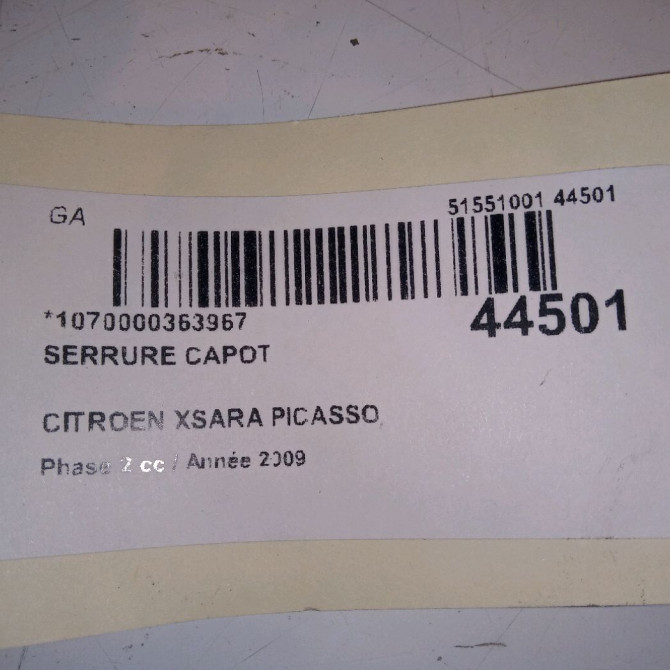 GA
51551001 44501
*1070000363967
44501
SERRURE CAPOT
CITROEN XSARA PICASSO
Phase 2 cc / Année 2009